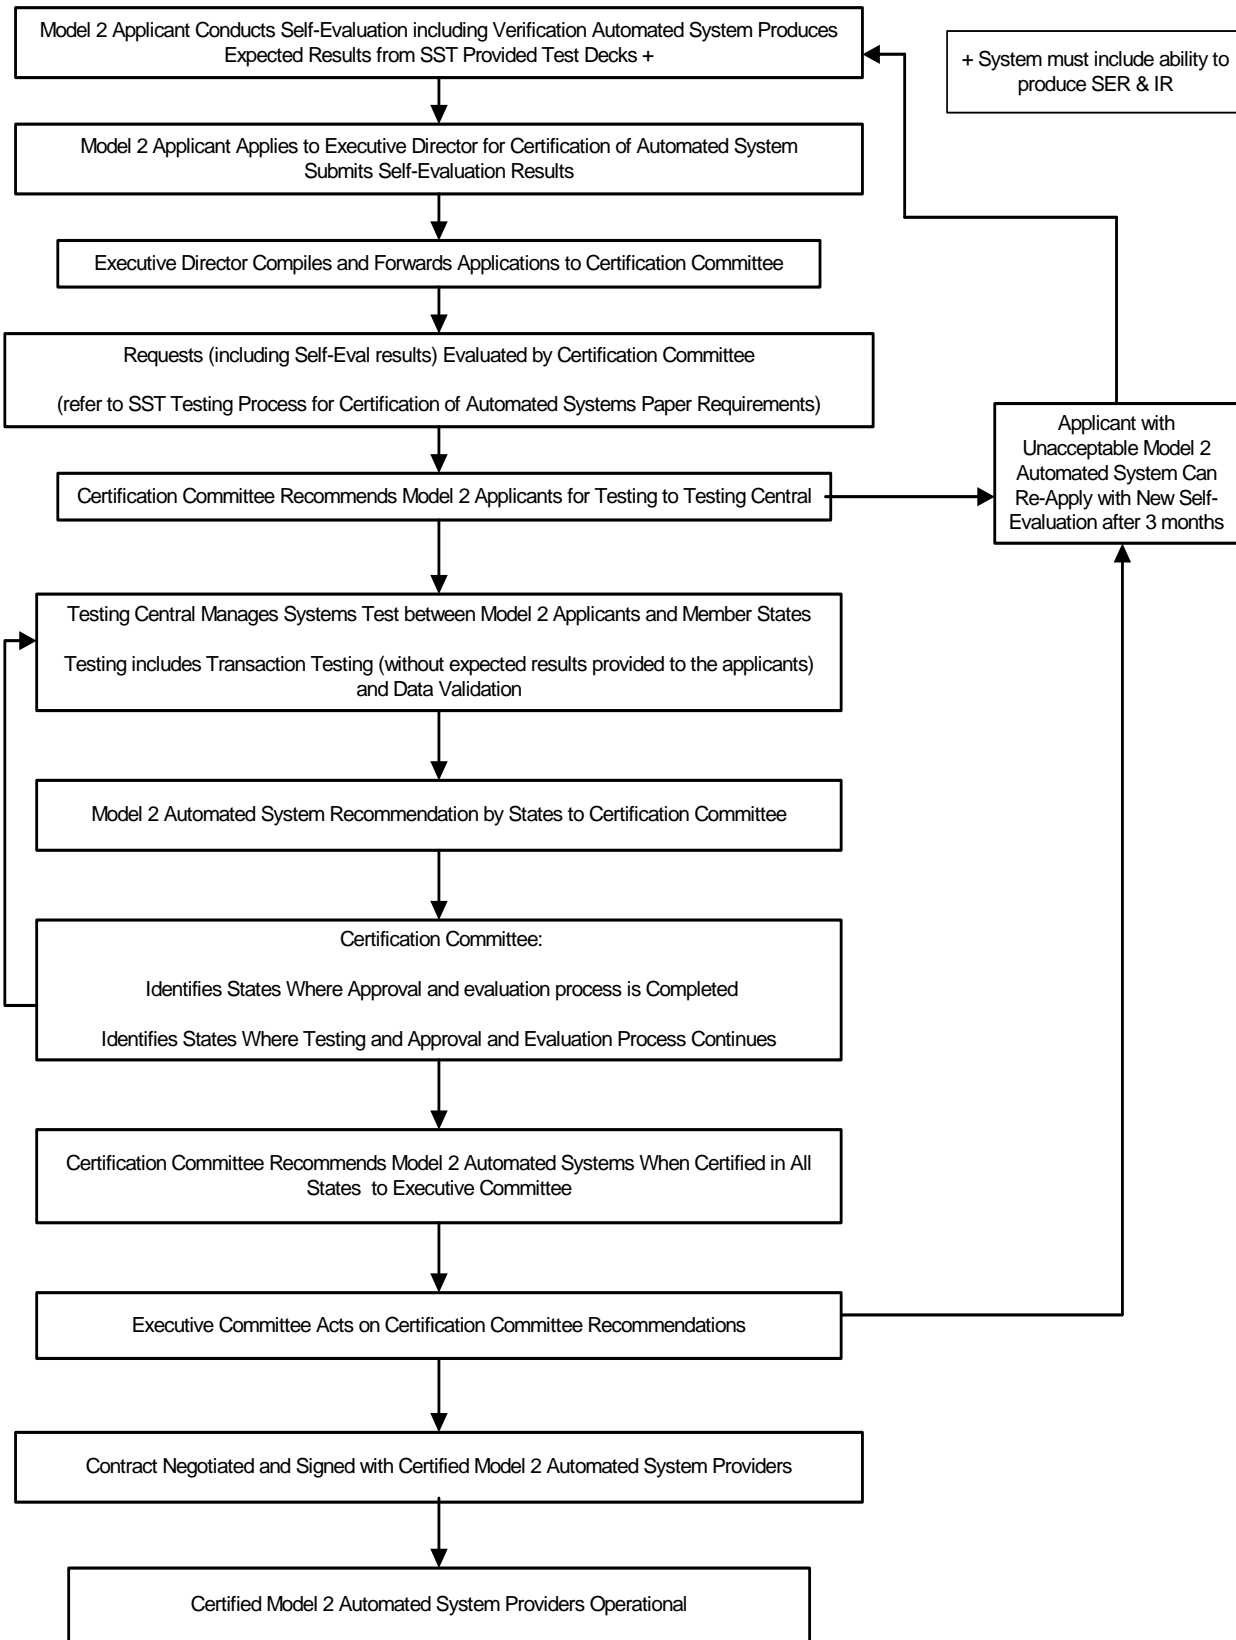 Model 2 Applicant Conducts Self-Evaluation including Verification Automated System Produces
Expected Results from SST Provided Test Decks +
+ System must include ability to
produce SER & IR
Model 2 Applicant Applies to Executive Director for Certification of Automated System
Submits Self-Evaluation Results
Executive Director Compiles and Forwards Applications to Certification Committee
Requests (including Self-Eval results) Evaluated by Certification Committee
(refer to SST Testing Process for Certification of Automated Systems Paper Requirements)
Applicant with
Unacceptable Model 2
Automated System Can
Re-Apply with New Self-
Evaluation after 3 months
Certification Committee Recommends Model 2 Applicants for Testing to Testing Central
Testing Central Manages Systems Test between Model 2 Applicants and Member States
Testing includes Transaction Testing (without expected results provided to the applicants)
and Data Validation
Model 2 Automated System Recommendation by States to Certification Committee
Certification Committee:
Identifies States Where Approval and evaluation process is Completed
Identifies States Where Testing and Approval and Evaluation Process Continues
Certification Committee Recommends Model 2 Automated Systems When Certified in All
States to Executive Committee
Executive Committee Acts on Certification Committee Recommendations
Contract Negotiated and Signed with Certified Model 2 Automated System Providers
Certified Model 2 Automated System Providers Operational